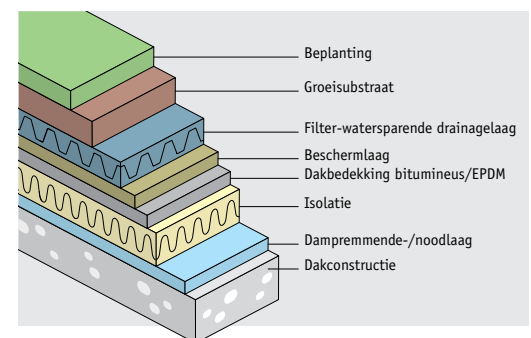 Beplanting
Groeisubstraat
Filter-watersparende drainagelaag
Beschermlaag
Dakbedekking bitumineus/EPDM
Isolatie
Dampremmende-/noodlaag
Dakconstructie